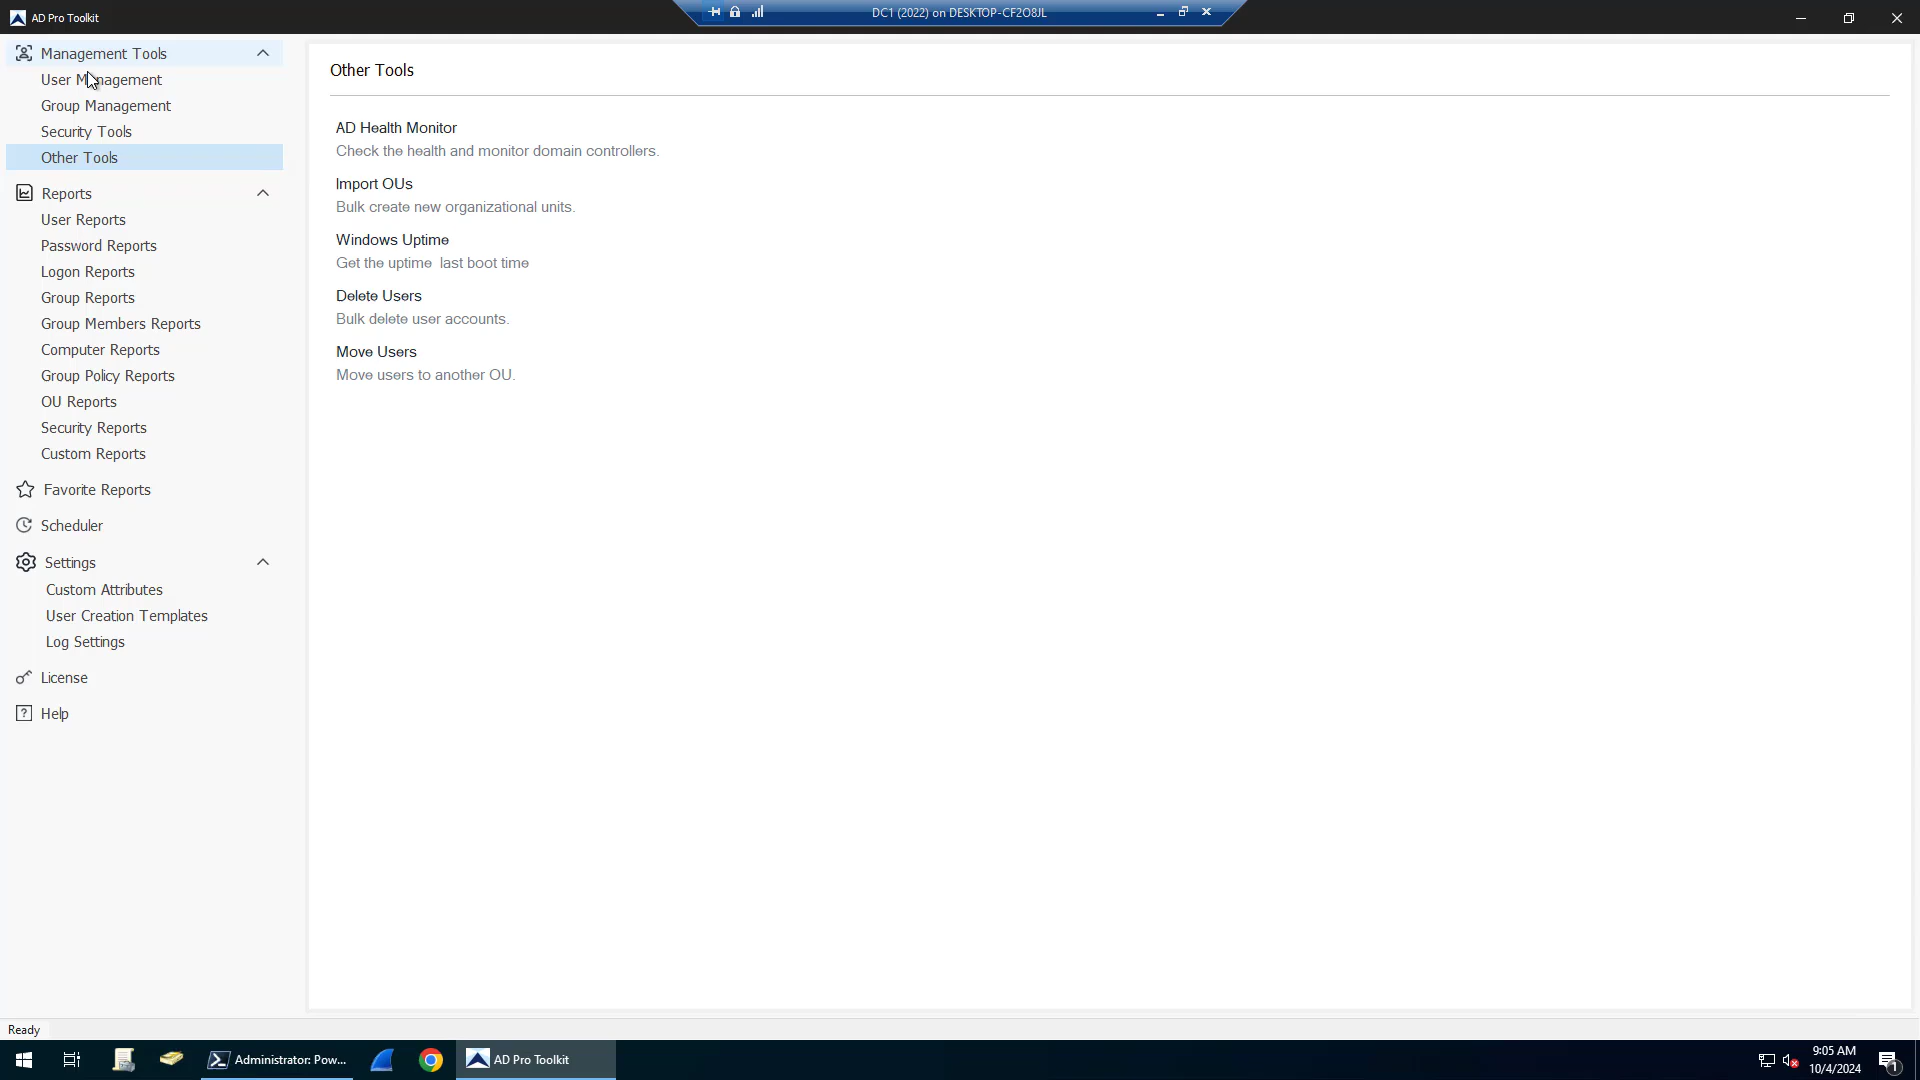 AD Pro Toolkit
DC1 (2022) on DESKTOP-CF2O8JL
Management Tools
User Management
Group Management
Security Tools
Other Tools
Reports
User Reports
Password Reports
Logon Reports
Group Reports
Group Members Reports
Computer Reports
Group Policy Reports
OU Reports
Security Reports
Custom Reports
Favorite Reports
Scheduler
Settings
Custom Attributes
User Creation Templates
Log Settings
License
Help
Other Tools
AD Health Monitor
Check the health and monitor domain controllers.
Import OUs
Bulk create new organizational units.
Windows Uptime
Get the uptime last boot time
Delete Users
Bulk delete user accounts.
Move Users
Move users to another OU.
Ready
Administrator: Pow...
AD Pro Toolkit
9:05 AM
10/4/2024
1